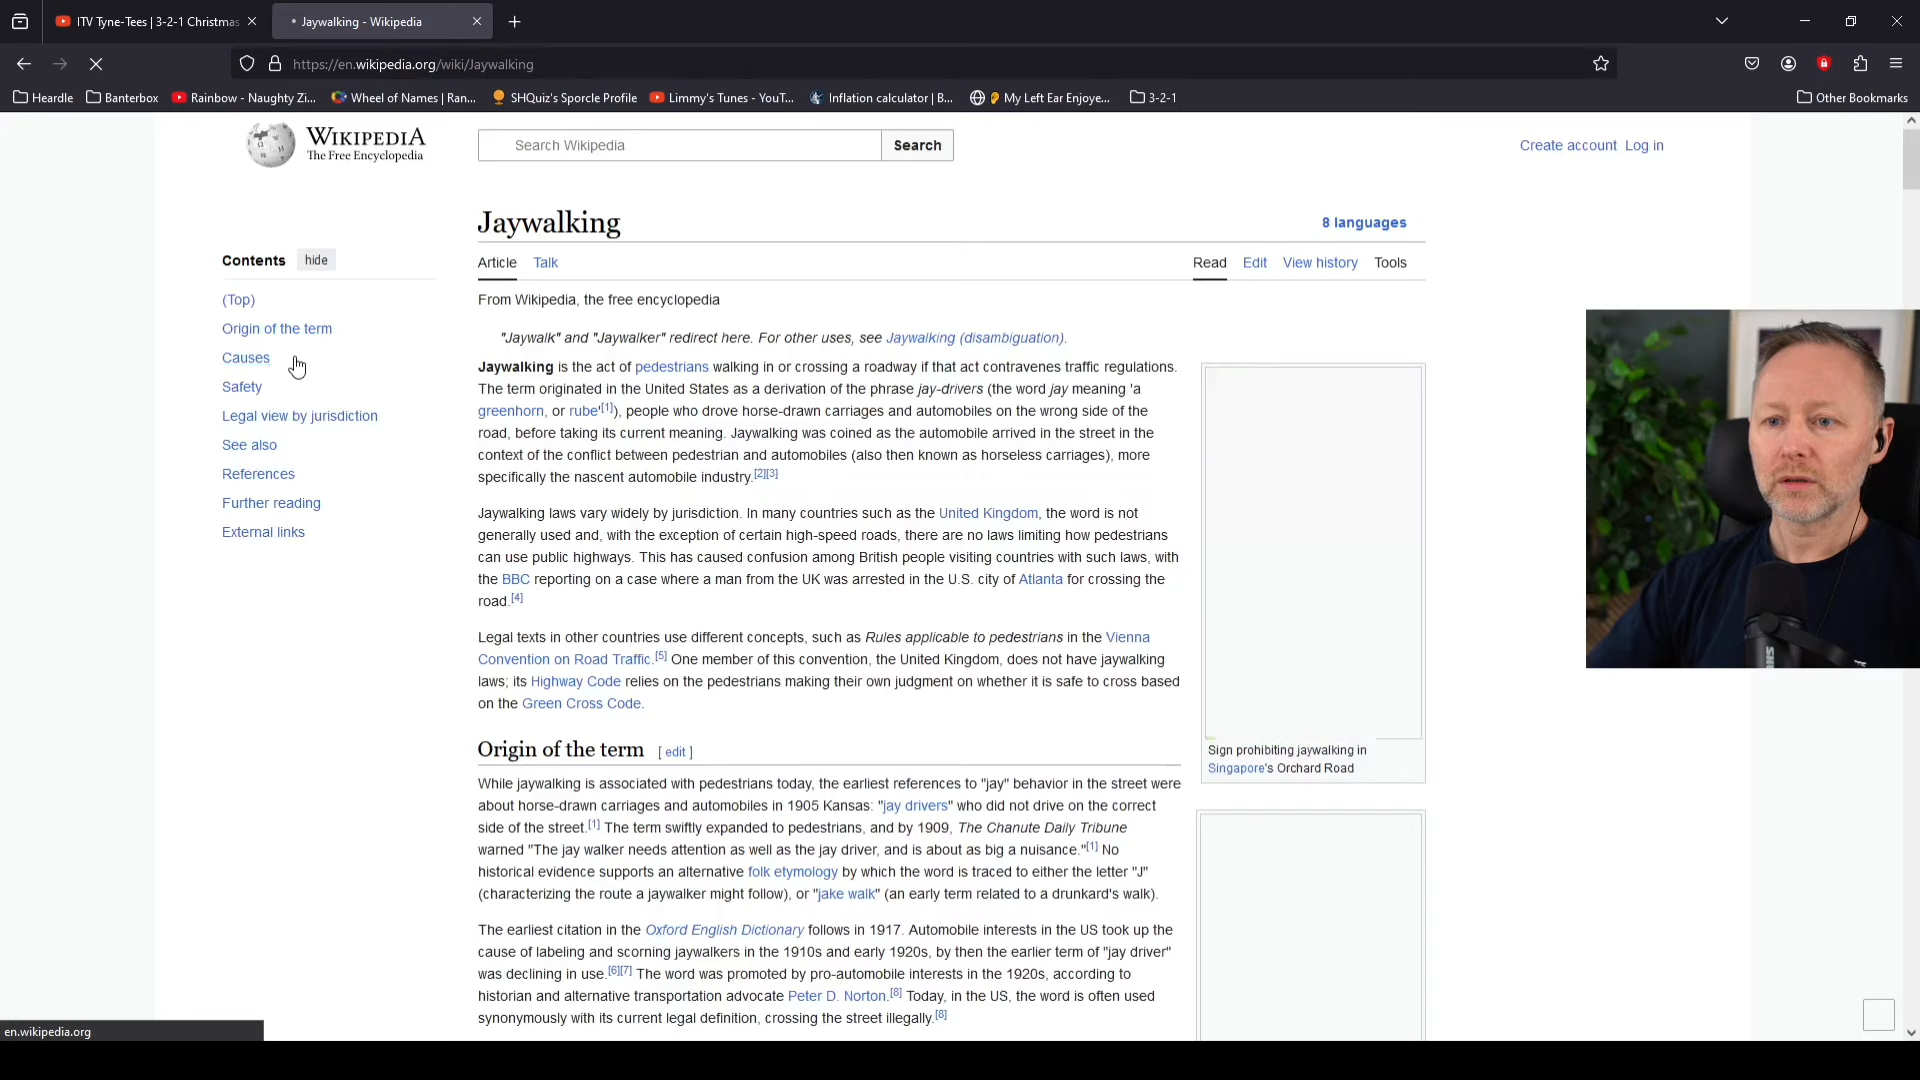 ITV Tyne-Tees | 3-2-1 Christmas
Jaywalking - Wikipedia
https://en.wikipedia.org/wiki/Jaywalking
Heardle
Banterbox
Rainbow - Naughty Zi...
Wheel of Names | Ran...
SHQuiz's Sporcle Profile
Limmy's Tunes - YouT...
Inflation calculator | B...
My Left Ear Enjoye...
3-2-1
Other Bookmarks
WIKIPEDIA
The Free Encyclopedia
Search Wikipedia
Search
Create account Log in
Jaywalking
8 languages
Contents hide
(Top)
Origin of the term
Causes
Safety
Legal view by jurisdiction
See also
References
Further reading
External links
Article Talk
Read Edit View history Tools
From Wikipedia, the free encyclopedia
"Jaywalk" and "Jaywalker" redirect here. For other uses, see Jaywalking (disambiguation).
Jaywalking is the act of pedestrians walking in or crossing a roadway if that act contravenes traffic regulations.
The term originated in the United States as a derivation of the phrase jay-drivers (the word jay meaning 'a
greenhorn, or rube'[1]), people who drove horse-drawn carriages and automobiles on the wrong side of the
road, before taking its current meaning. Jaywalking was coined as the automobile arrived in the street in the
context of the conflict between pedestrian and automobiles (also then known as horseless carriages), more
specifically the nascent automobile industry.[2][3]
Jaywalking laws vary widely by jurisdiction. In many countries such as the United Kingdom, the word is not
generally used and, with the exception of certain high-speed roads, there are no laws limiting how pedestrians
can use public highways. This has caused confusion among British people visiting countries with such laws, with
the BBC reporting on a case where a man from the UK was arrested in the U.S. city of Atlanta for crossing the
road.[4]
Legal texts in other countries use different concepts, such as Rules applicable to pedestrians in the Vienna
Convention on Road Traffic.[5] One member of this convention, the United Kingdom, does not have jaywalking
laws; its Highway Code relies on the pedestrians making their own judgment on whether it is safe to cross based
on the Green Cross Code.
Sign prohibiting jaywalking in
Singapore's Orchard Road
Origin of the term [ edit ]
While jaywalking is associated with pedestrians today, the earliest references to "jay" behavior in the street were
about horse-drawn carriages and automobiles in 1905 Kansas: "jay drivers" who did not drive on the correct
side of the street.[1] The term swiftly expanded to pedestrians, and by 1909, The Chanute Daily Tribune
warned "The jay walker needs attention as well as the jay driver, and is about as big a nuisance."[1] No
historical evidence supports an alternative folk etymology by which the word is traced to either the letter "J"
(characterizing the route a jaywalker might follow), or "jake walk" (an early term related to a drunkard's walk).
The earliest citation in the Oxford English Dictionary follows in 1917. Automobile interests in the US took up the
cause of labeling and scorning jaywalkers in the 1910s and early 1920s, by then the earlier term of "jay driver"
was declining in use.[6][7] The word was promoted by pro-automobile interests in the 1920s, according to
historian and alternative transportation advocate Peter D. Norton.[8] Today, in the US, the word is often used
synonymously with its current legal definition, crossing the street illegally.[8]
en.wikipedia.org